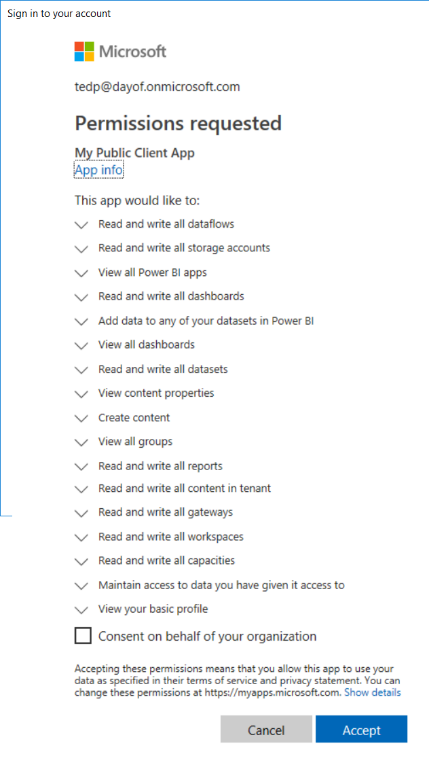 Sign in to your account
Microsoft
tedp@dayof.onmicrosoft.com
Permissions requested
My Public Client App
App info
This app would like to:
Read and write all dataflows
Read and write all storage accounts
View all Power BI apps
Read and write all dashboards
Add data to any of your datasets in Power BI
View all dashboards
Read and write all datasets
View content properties
Create content
View all groups
Read and write all reports
Read and write all content in tenant
Read and write all gateways
Read and write all workspaces
Read and write all capacities
Maintain access to data you have given it access to
View your basic profile
Consent on behalf of your organization
Accepting these permissions means that you allow this app to use your
data as specified in their terms of service and privacy statement. You can
change these permissions at https://myapps.microsoft.com. Show details
Cancel Accept